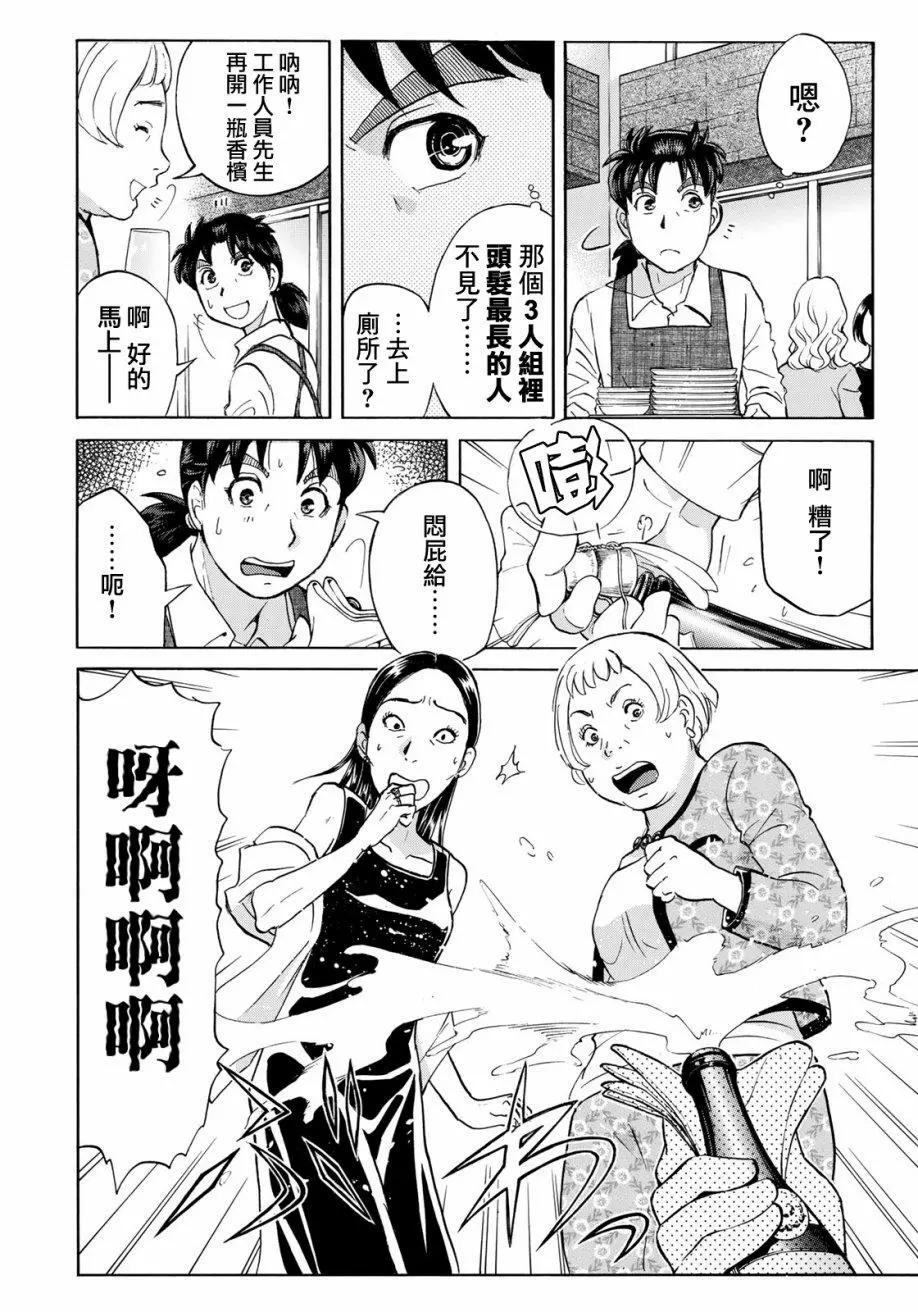 嗯？
那個3人組裡
頭髮最長的人
不見了……
…去上
廁所了？
吶吶！
工作人員先生
再開一瓶香檳
啊 好的
馬上——
啊 糟了！
嘭
悶屁給……
……呃！
呀啊啊啊